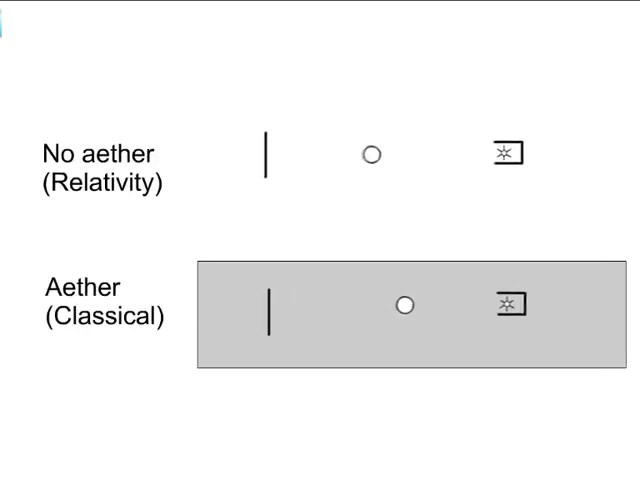 No aether
(Relativity)
Aether
(Classical)